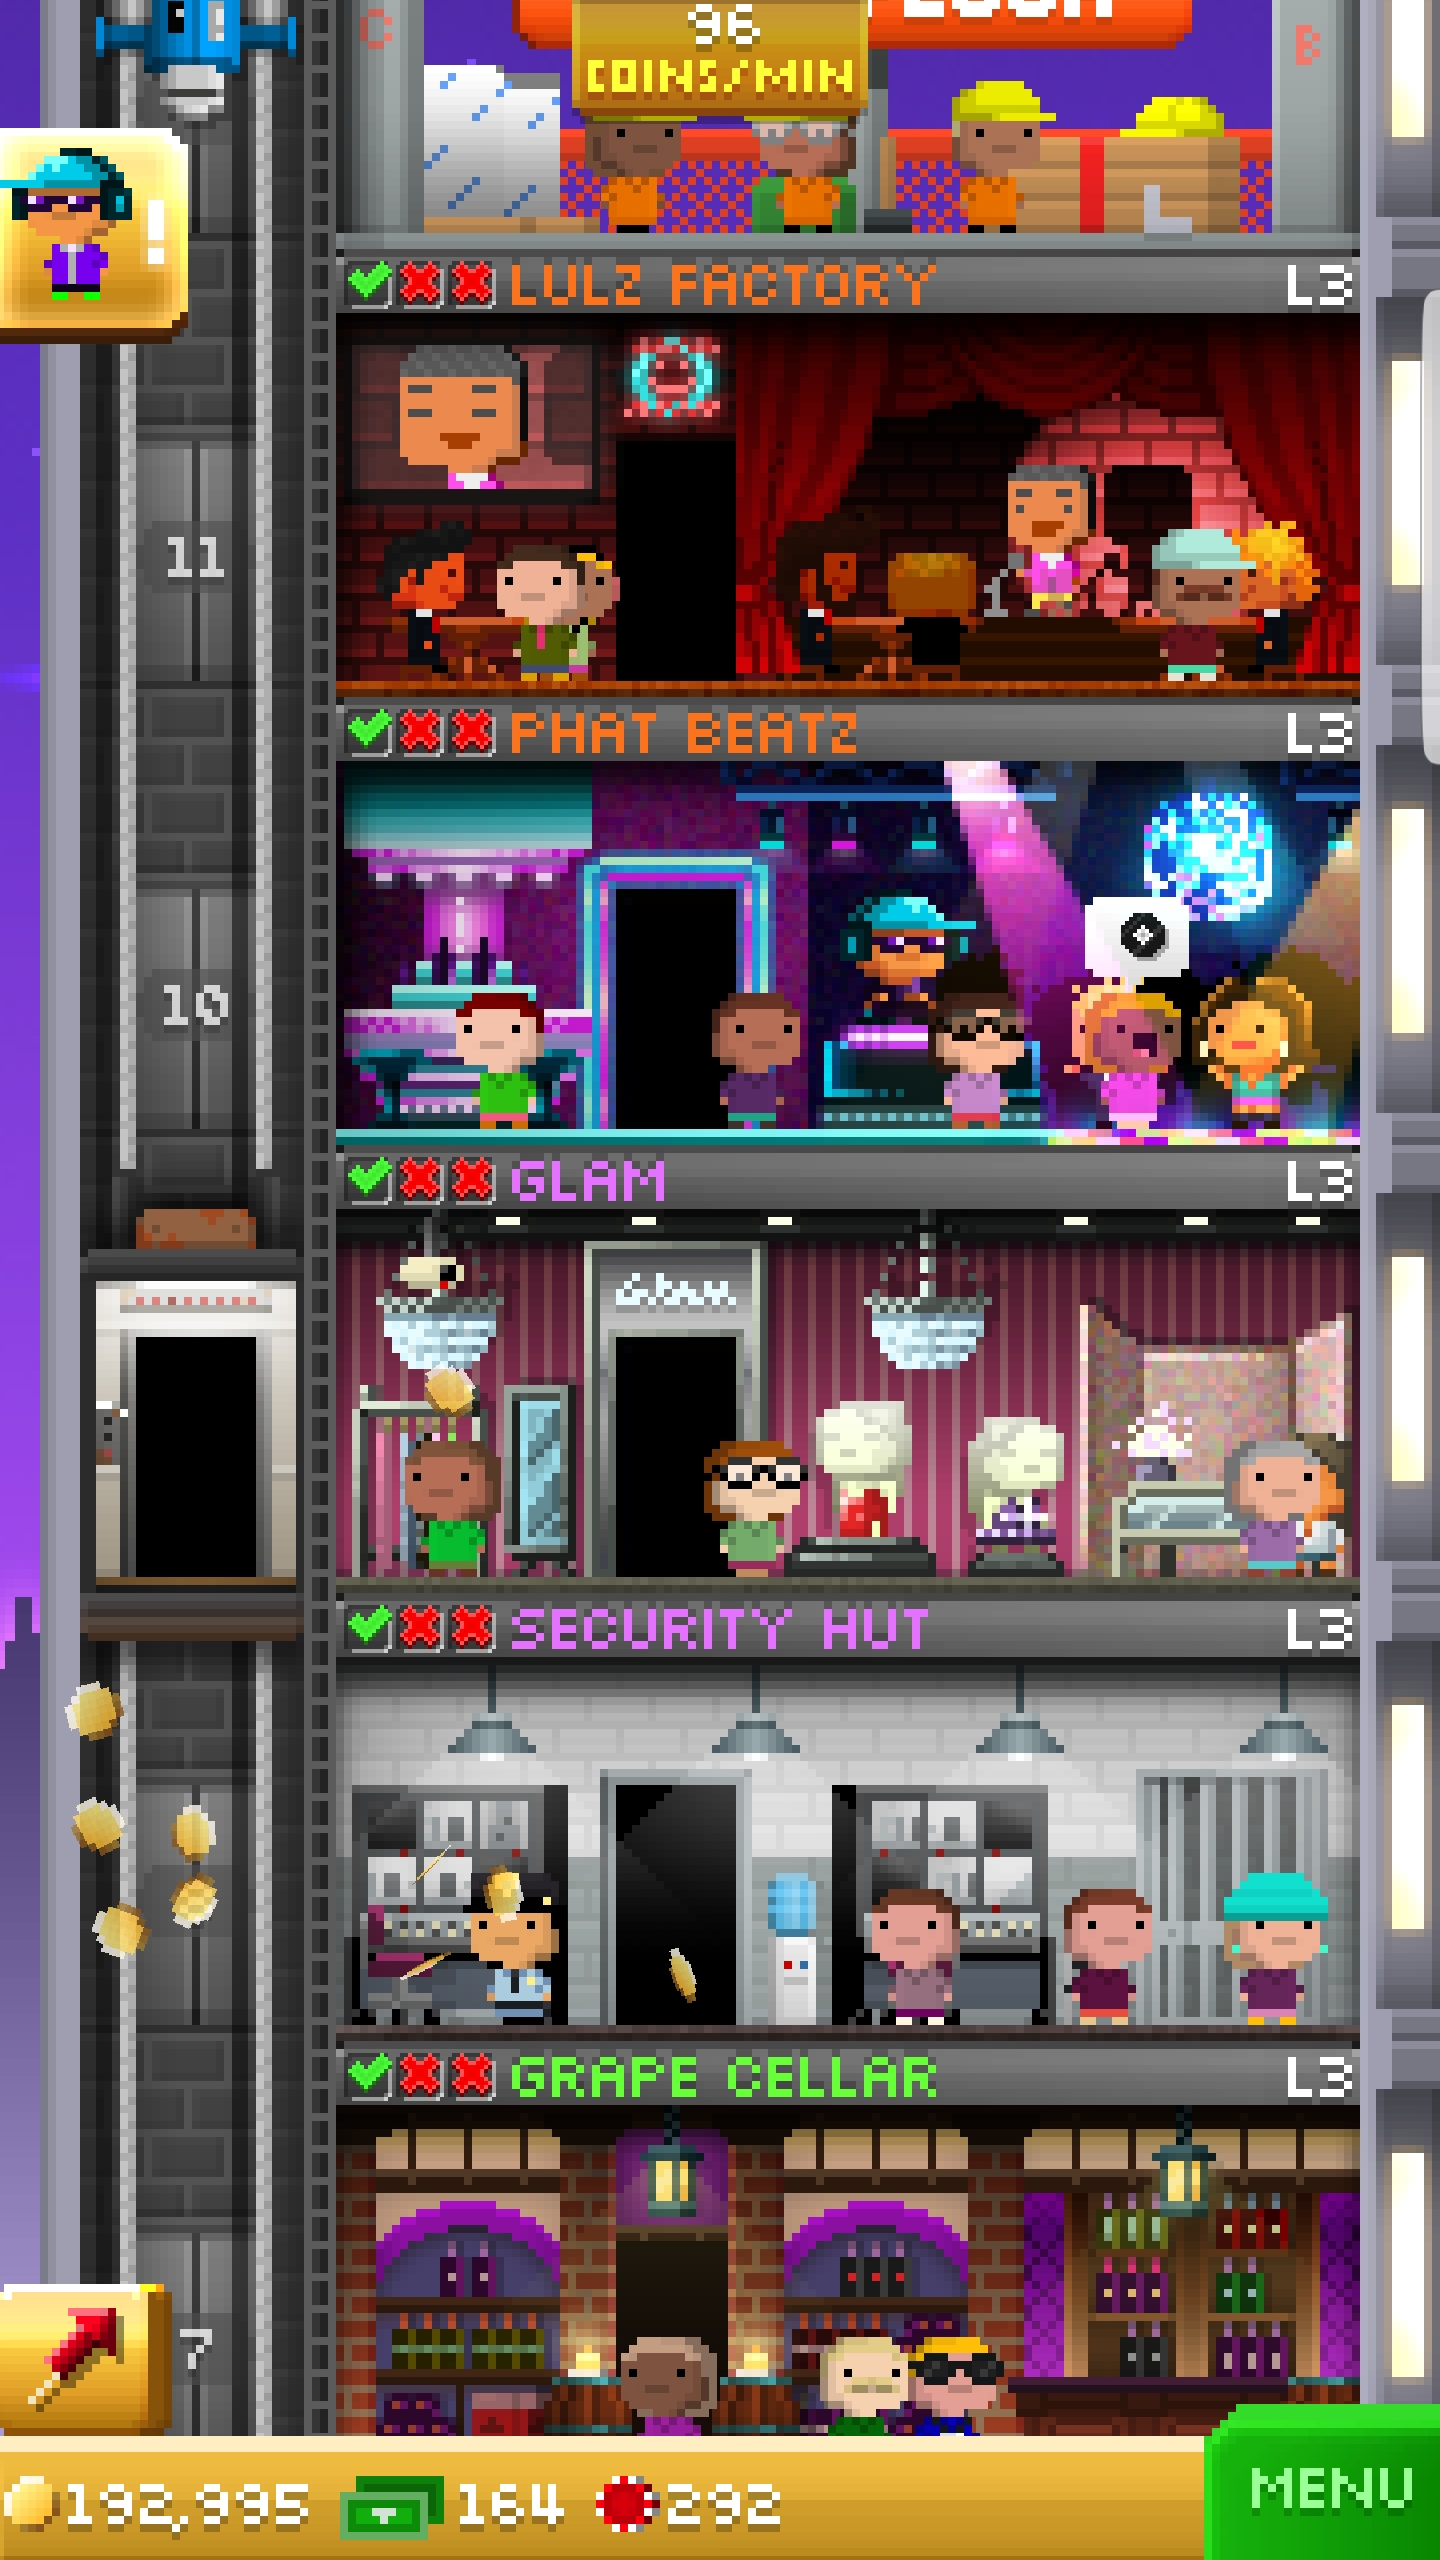 C
B
96
COINS/MIN
!
LULZ FACTORY L3
11
PHAT BEATZ L3
10
GLAM L3
Glam
SECURITY HUT L3
GRAPE CELLAR L3
7
192,995 164 292
MENU